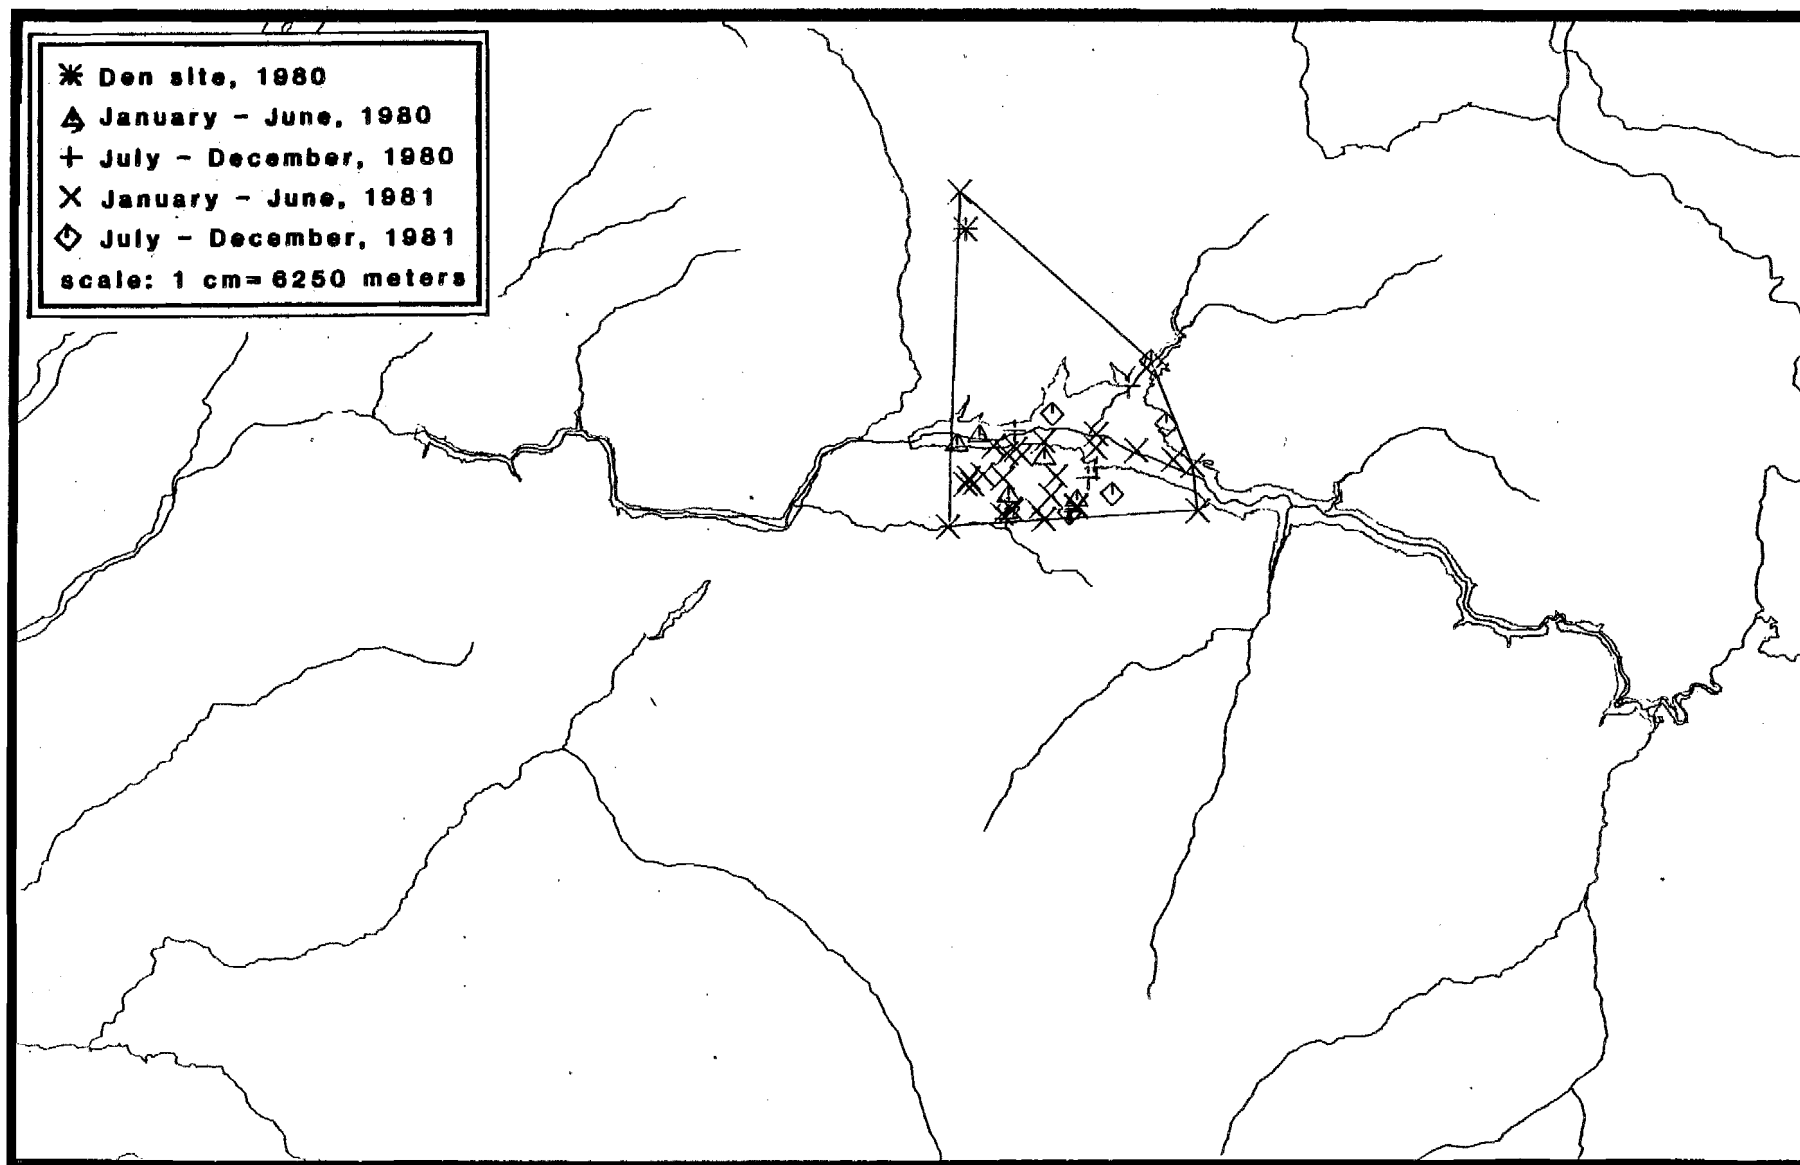 Den site, 1980
January - June, 1980
July - December, 1980
January - June, 1981
July - December, 1981
scale: 1 cm= 6250 meters